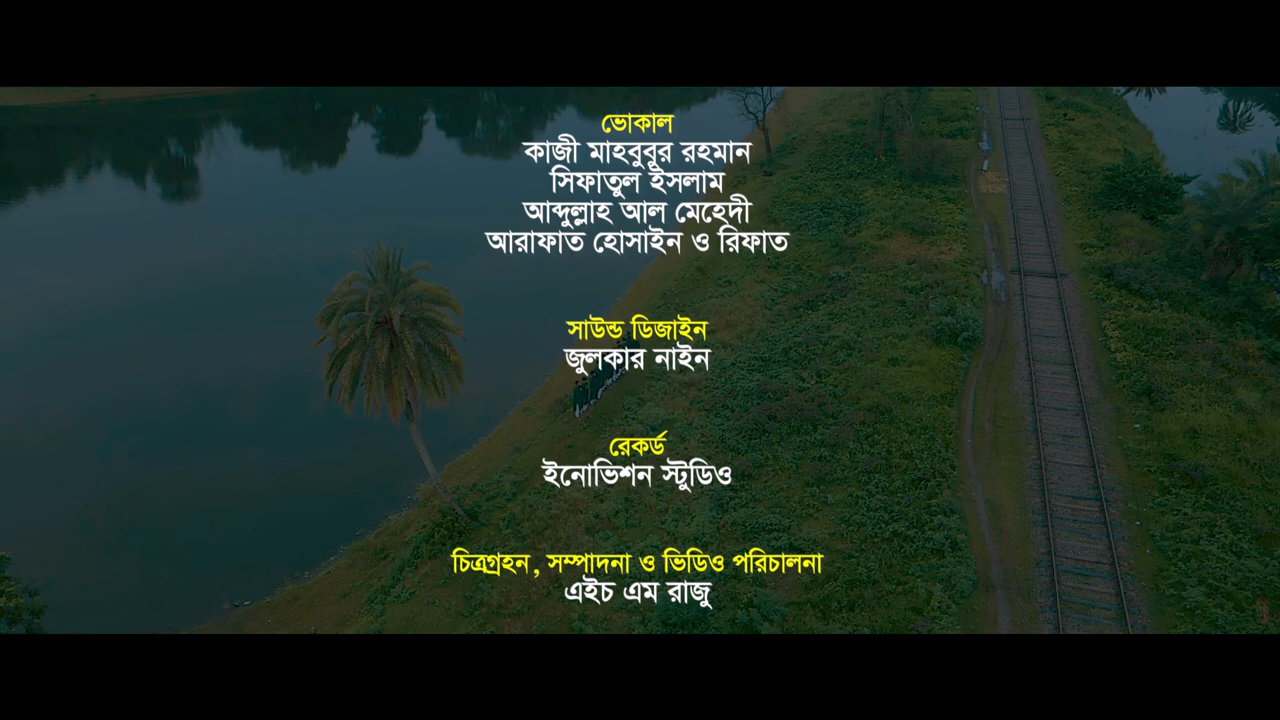 ভোকাল
কাজী মাহবুবুর রহমান
সিফাতুল ইসলাম
আব্দুল্লাহ আল মেহেদী
আরাফাত হোসাইন ও রিফাত
সাউন্ড ডিজাইন
জুলকার নাইন
রেকর্ড
ইনোভিশন স্টুডিও
চিত্রগ্রহন, সম্পাদনা ও ভিডিও পরিচালনা
এইচ এম রাজু